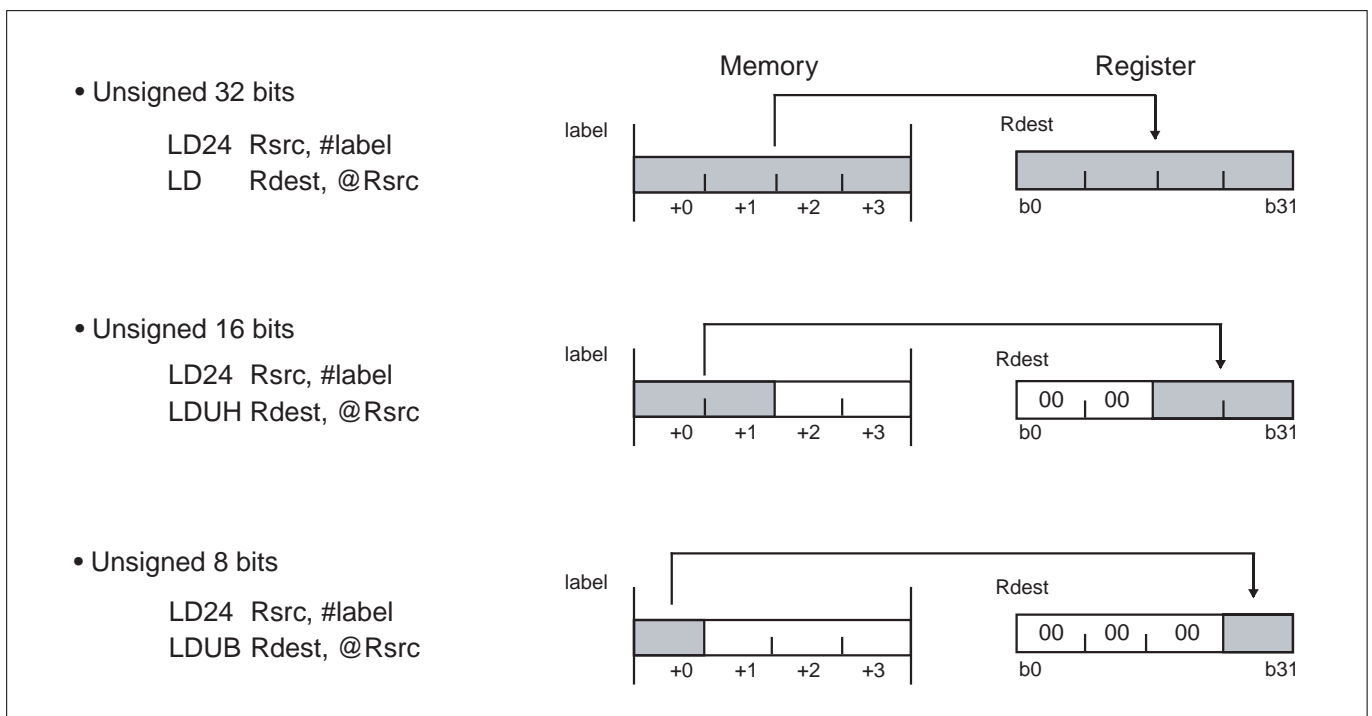 Memory Register
• Unsigned 32 bits
LD24 Rsrc, #label
LD Rdest, @Rsrc
label
+0 +1 +2 +3
Rdest
b0 b31
• Unsigned 16 bits
LD24 Rsrc, #label
LDUH Rdest, @Rsrc
label
+0 +1 +2 +3
Rdest
00 00
b0 b31
• Unsigned 8 bits
LD24 Rsrc, #label
LDUB Rdest, @Rsrc
label
+0 +1 +2 +3
Rdest
00 00 00
b0 b31